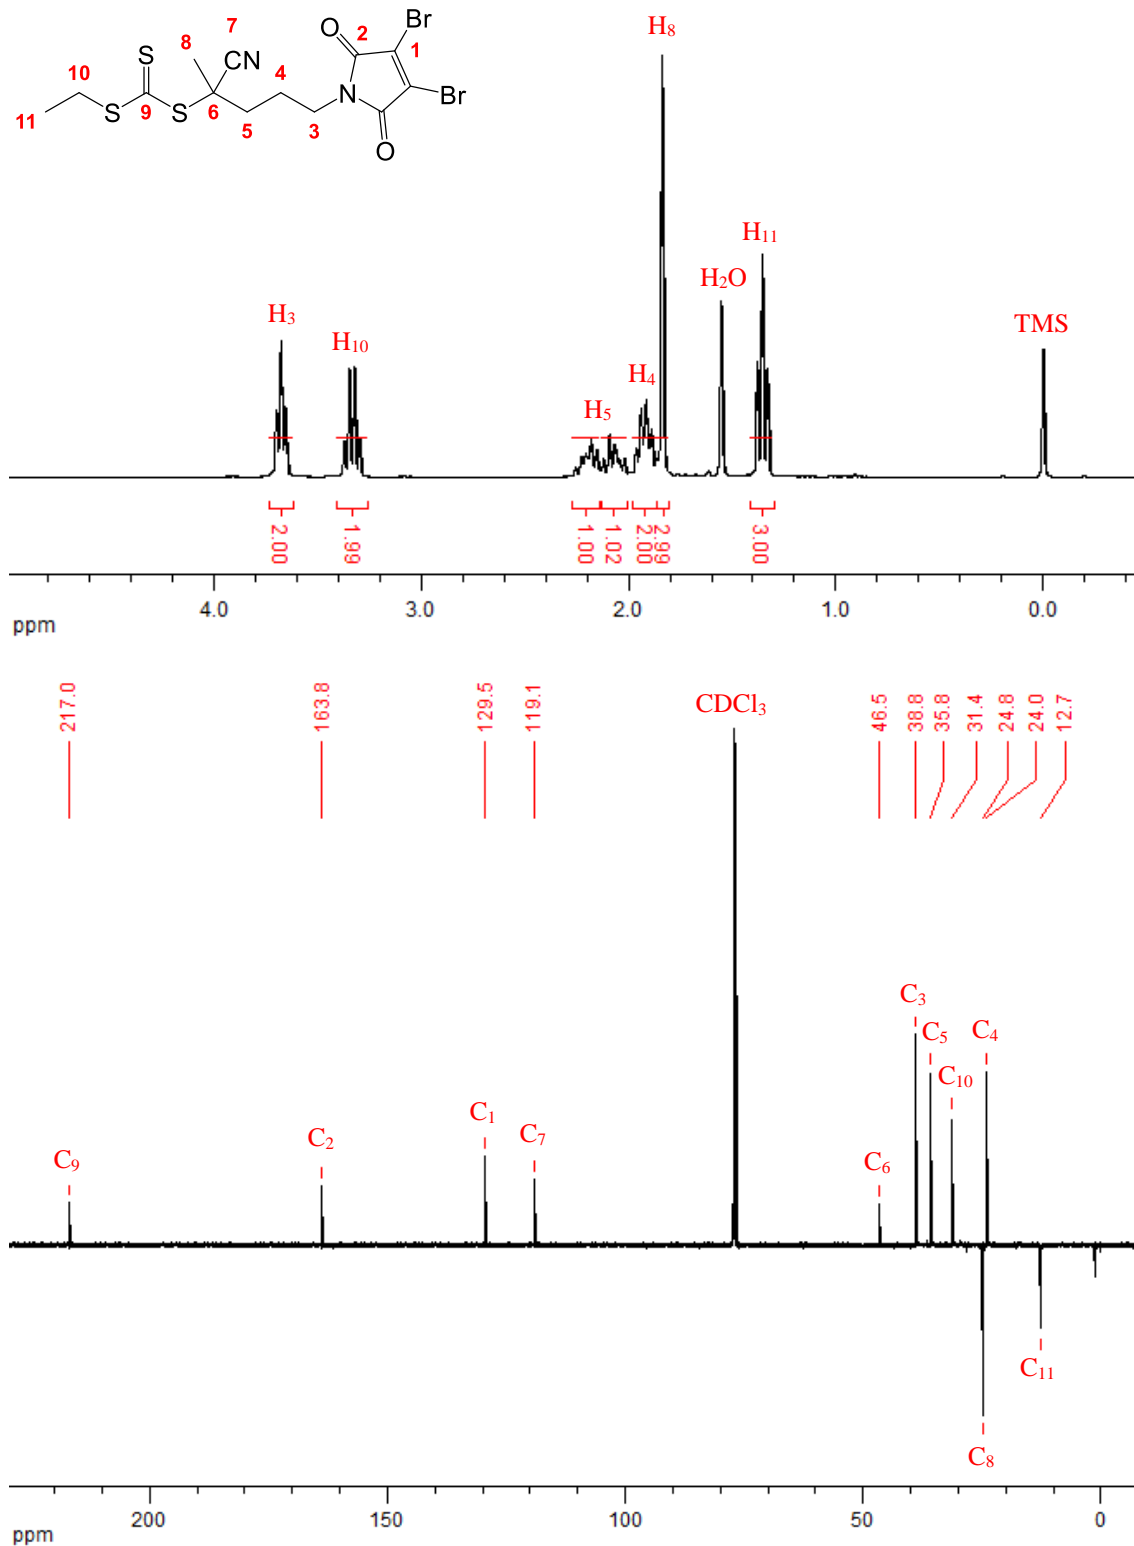 Br
7
O
2
1
8
CN
S
4
10
N
Br
S
9
S
6
11
5
3
O
H₈
H₁₁
H₂O
H₃
TMS
H₁₀
H₄
H₅
2.00
1.99
1.00
1.02
2.00
2.99
3.00
4.0 3.0 2.0 1.0 0.0
ppm
217.0
163.8
129.5
119.1
CDCl₃
46.5
38.8
35.8
31.4
24.8
24.0
12.7
C₃
C₅
C₄
C₁₀
C₁
C₇
C₂
C₉
C₆
C₁₁
C₈
200 150 100 50 0
ppm